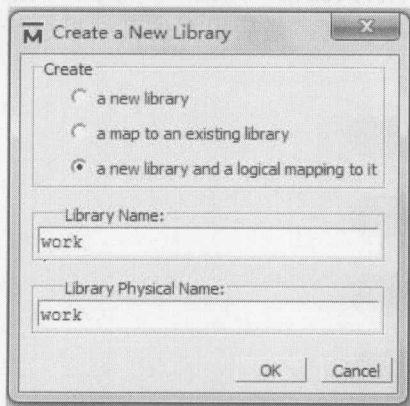 M Create a New Library
Create
a new library
a map to an existing library
a new library and a logical mapping to it
Library Name:
work
Library Physical Name:
work
OK
Cancel